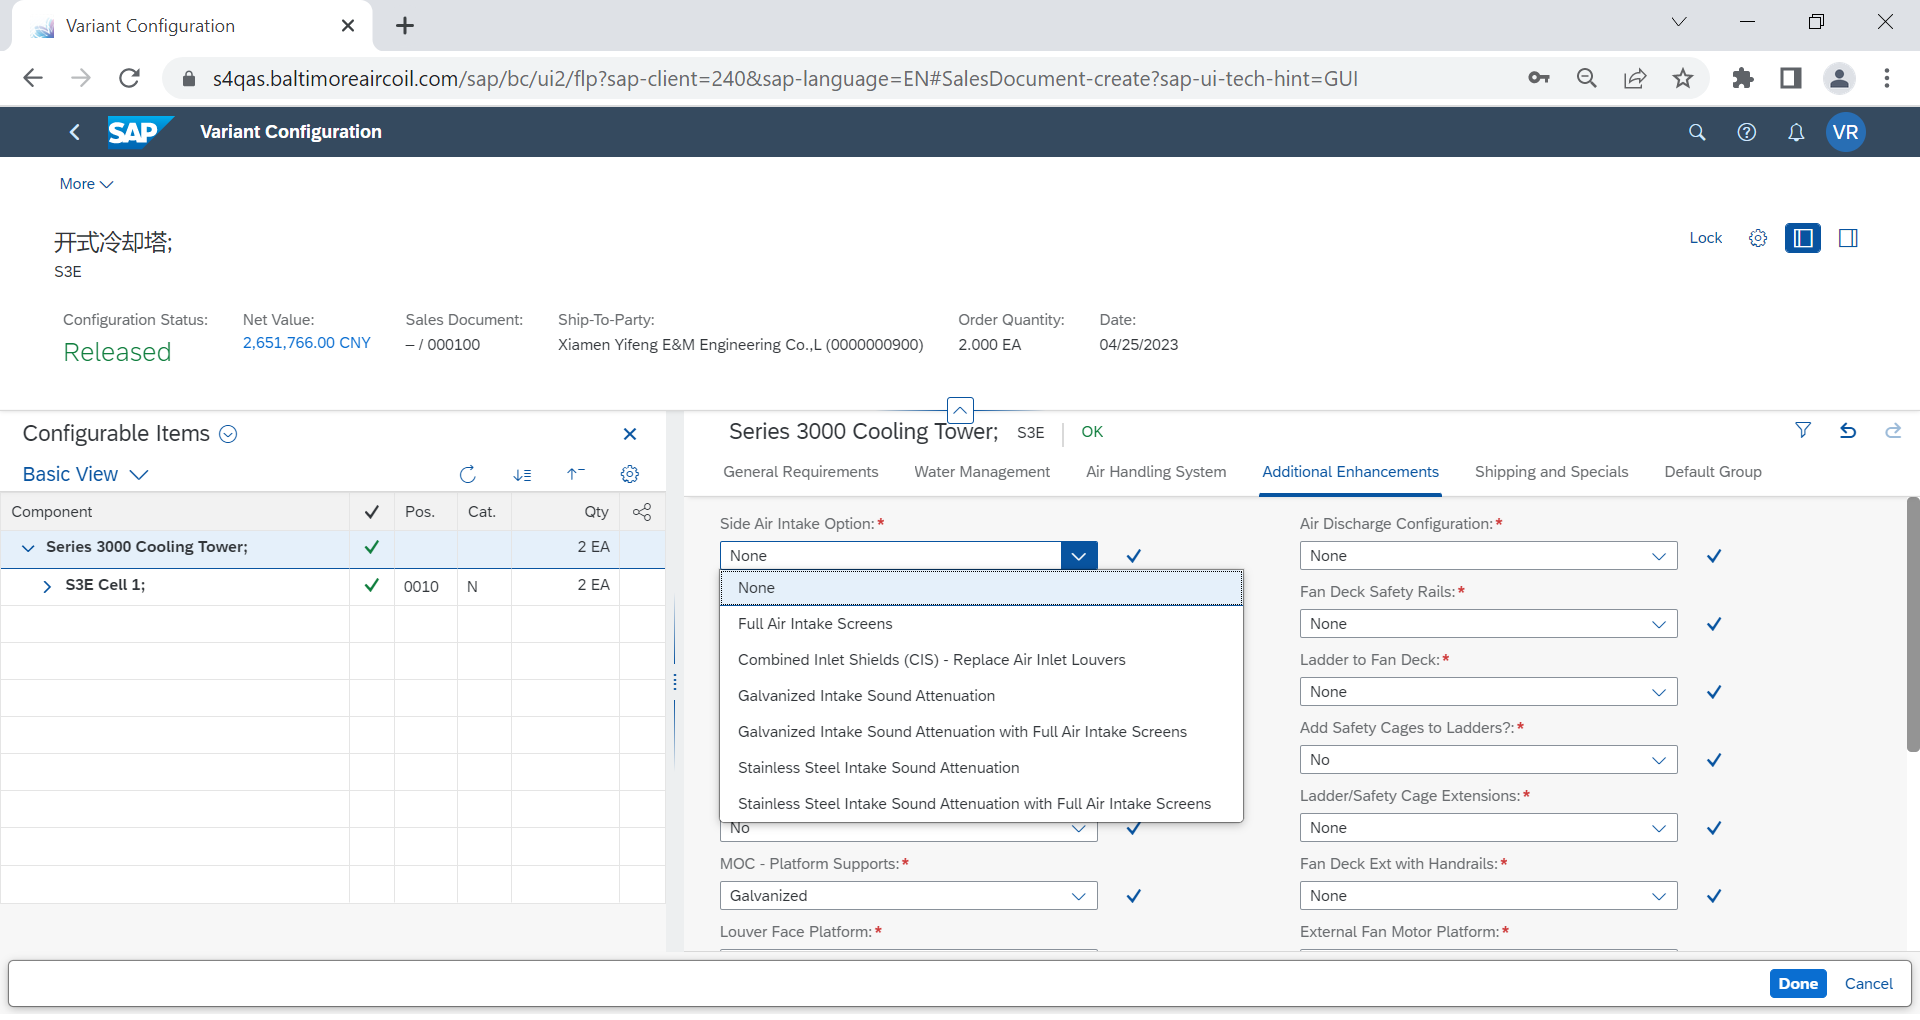 Variant Configuration
s4qas.baltimoreaircoil.com/sap/bc/ui2/flp?sap-client=240&sap-language=EN#SalesDocument-create?sap-ui-tech-hint=GUI
SAP
Variant Configuration
VR
More
开式冷却塔;
S3E
Lock
Configuration Status:
Released
Net Value:
2,651,766.00 CNY
Sales Document:
– / 000100
Ship-To-Party:
Xiamen Yifeng E&M Engineering Co.,L (0000000900)
Order Quantity:
2.000 EA
Date:
04/25/2023
Configurable Items
Basic View
Component Pos. Cat. Qty
Series 3000 Cooling Tower; 2 EA
S3E Cell 1; 0010 N 2 EA
Series 3000 Cooling Tower; S3E OK
General Requirements Water Management Air Handling System Additional Enhancements Shipping and Specials Default Group
Side Air Intake Option:*
None
None
Full Air Intake Screens
Combined Inlet Shields (CIS) - Replace Air Inlet Louvers
Galvanized Intake Sound Attenuation
Galvanized Intake Sound Attenuation with Full Air Intake Screens
Stainless Steel Intake Sound Attenuation
Stainless Steel Intake Sound Attenuation with Full Air Intake Screens
No
MOC - Platform Supports:*
Galvanized
Louver Face Platform:*
Air Discharge Configuration:*
None
Fan Deck Safety Rails:*
None
Ladder to Fan Deck:*
None
Add Safety Cages to Ladders?:*
No
Ladder/Safety Cage Extensions:*
None
Fan Deck Ext with Handrails:*
None
External Fan Motor Platform:*
Done Cancel